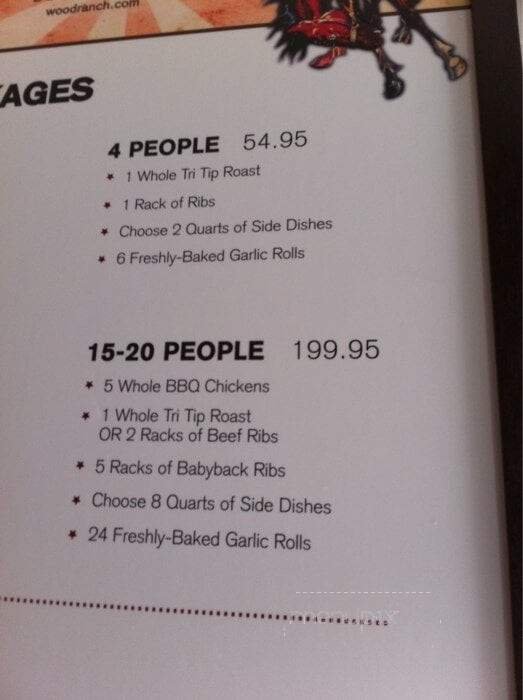 woodranch.com
AGES
4 PEOPLE 54.95
* 1 Whole Tri Tip Roast
* 1 Rack of Ribs
* Choose 2 Quarts of Side Dishes
* 6 Freshly-Baked Garlic Rolls
15-20 PEOPLE 199.95
* 5 Whole BBQ Chickens
* 1 Whole Tri Tip Roast
OR 2 Racks of Beef Ribs
* 5 Racks of Babyback Ribs
* Choose 8 Quarts of Side Dishes
* 24 Freshly-Baked Garlic Rolls